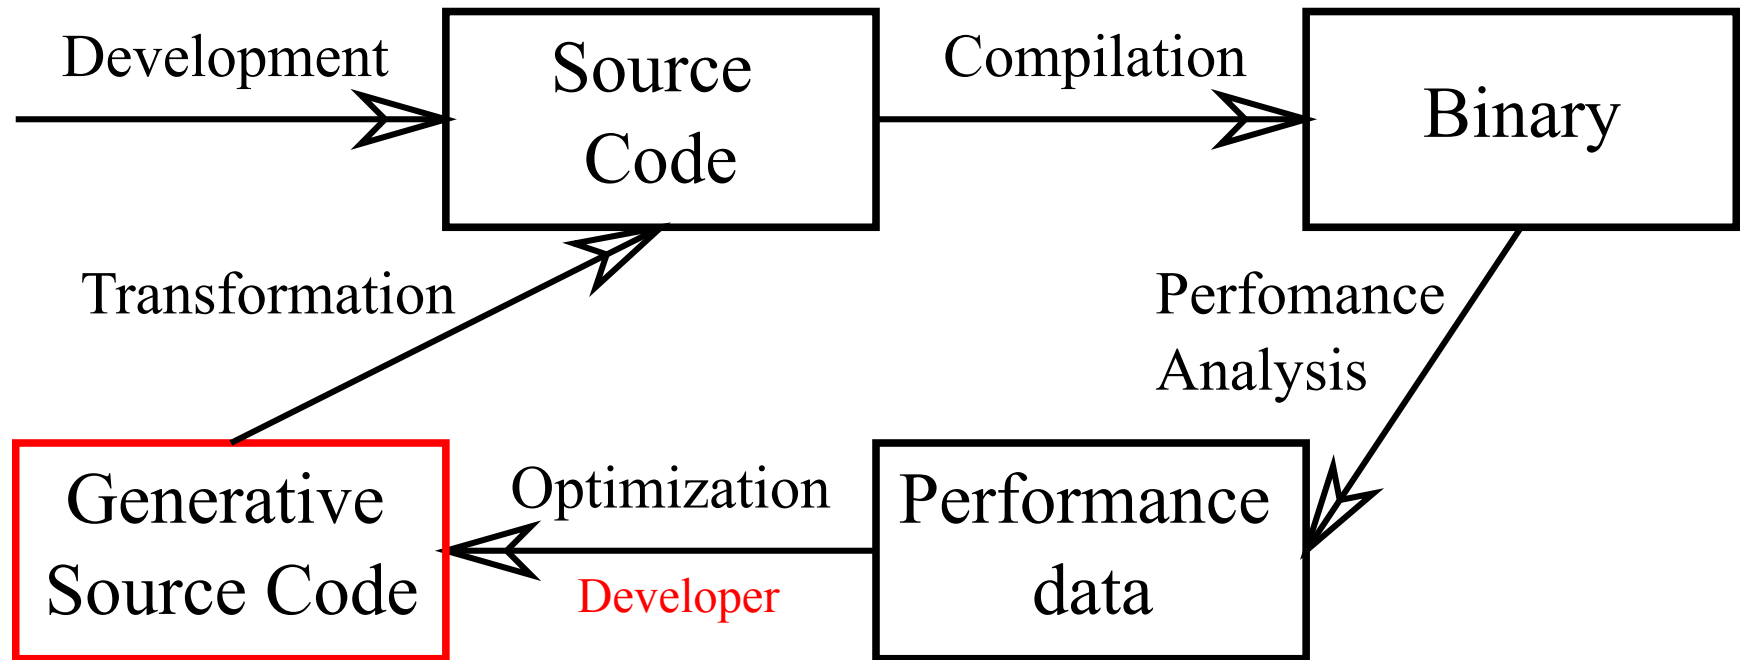 Development
Source
Code
Compilation
Binary
Transformation
Perfomance
Analysis
Generative
Source Code
Optimization
Developer
Performance
data